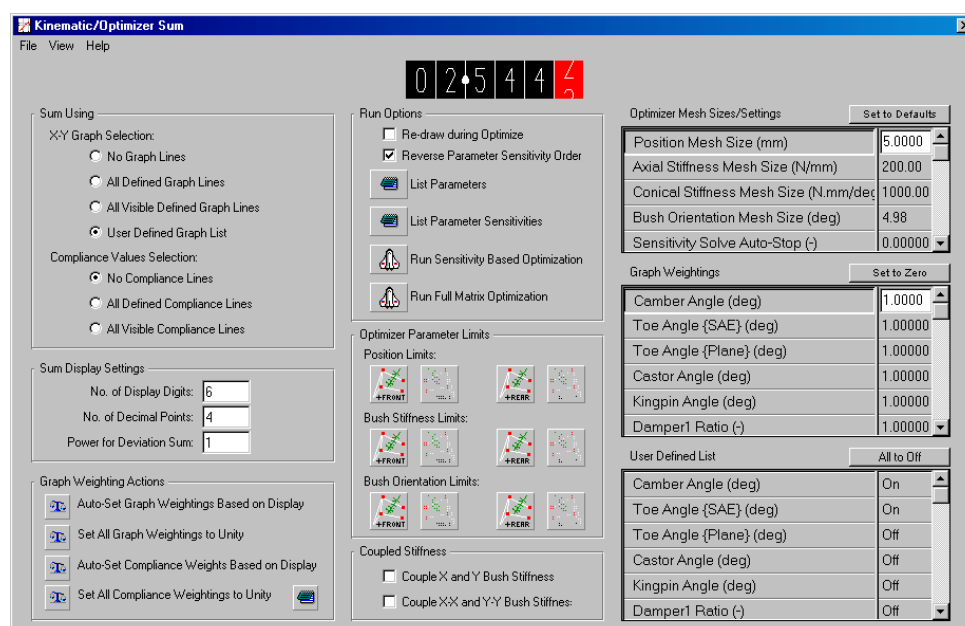 Kinematic/Optimizer Sum
File View Help
0 2 5 4 4
Sum Using
X-Y Graph Selection:
No Graph Lines
All Defined Graph Lines
All Visible Defined Graph Lines
User Defined Graph List
Compliance Values Selection:
No Compliance Lines
All Defined Compliance Lines
All Visible Compliance Lines
Sum Display Settings
No. of Display Digits: 6
No. of Decimal Points: 4
Power for Deviation Sum: 1
Graph Weighting Actions
Auto-Set Graph Weightings Based on Display
Set All Graph Weightings to Unity
Auto-Set Compliance Weights Based on Display
Set All Compliance Weightings to Unity
Run Options
Re-draw during Optimize
Reverse Parameter Sensitivity Order
List Parameters
List Parameter Sensitivities
Run Sensitivity Based Optimization
Run Full Matrix Optimization
Optimizer Parameter Limits
Position Limits:
+FRONT +REAR
Bush Stiffness Limits:
+FRONT +REAR
Bush Orientation Limits:
+FRONT +REAR
Coupled Stiffness
Couple X and Y Bush Stiffness
Couple X-X and Y-Y Bush Stiffnes
Optimizer Mesh Sizes/Settings Set to Defaults
Position Mesh Size (mm) 5.0000
Axial Stiffness Mesh Size (N/mm) 200.00
Conical Stiffness Mesh Size (N.mm/deg 1000.00
Bush Orientation Mesh Size (deg) 4.98
Sensitivity Solve Auto-Stop (-) 0.00000
Graph Weightings Set to Zero
Camber Angle (deg) 1.0000
Toe Angle {SAE} (deg) 1.00000
Toe Angle {Plane} (deg) 1.00000
Castor Angle (deg) 1.00000
Kingpin Angle (deg) 1.00000
Damper1 Ratio (-) 1.00000
User Defined List All to Off
Camber Angle (deg) On
Toe Angle {SAE} (deg) On
Toe Angle {Plane} (deg) Off
Castor Angle (deg) Off
Kingpin Angle (deg) Off
Damper1 Ratio (-) Off